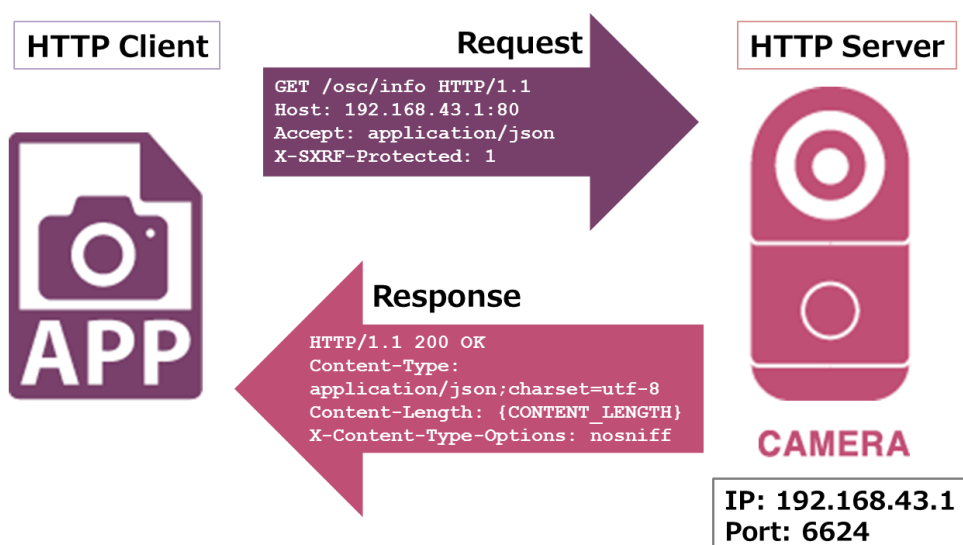 HTTP Client
Request
HTTP Server
GET /osc/info HTTP/1.1
Host: 192.168.43.1:80
Accept: application/json
X-SXRF-Protected: 1
APP
Response
HTTP/1.1 200 OK
Content-Type:
application/json;charset=utf-8
Content-Length: {CONTENT_LENGTH}
X-Content-Type-Options: nosniff
CAMERA
IP: 192.168.43.1
Port: 6624